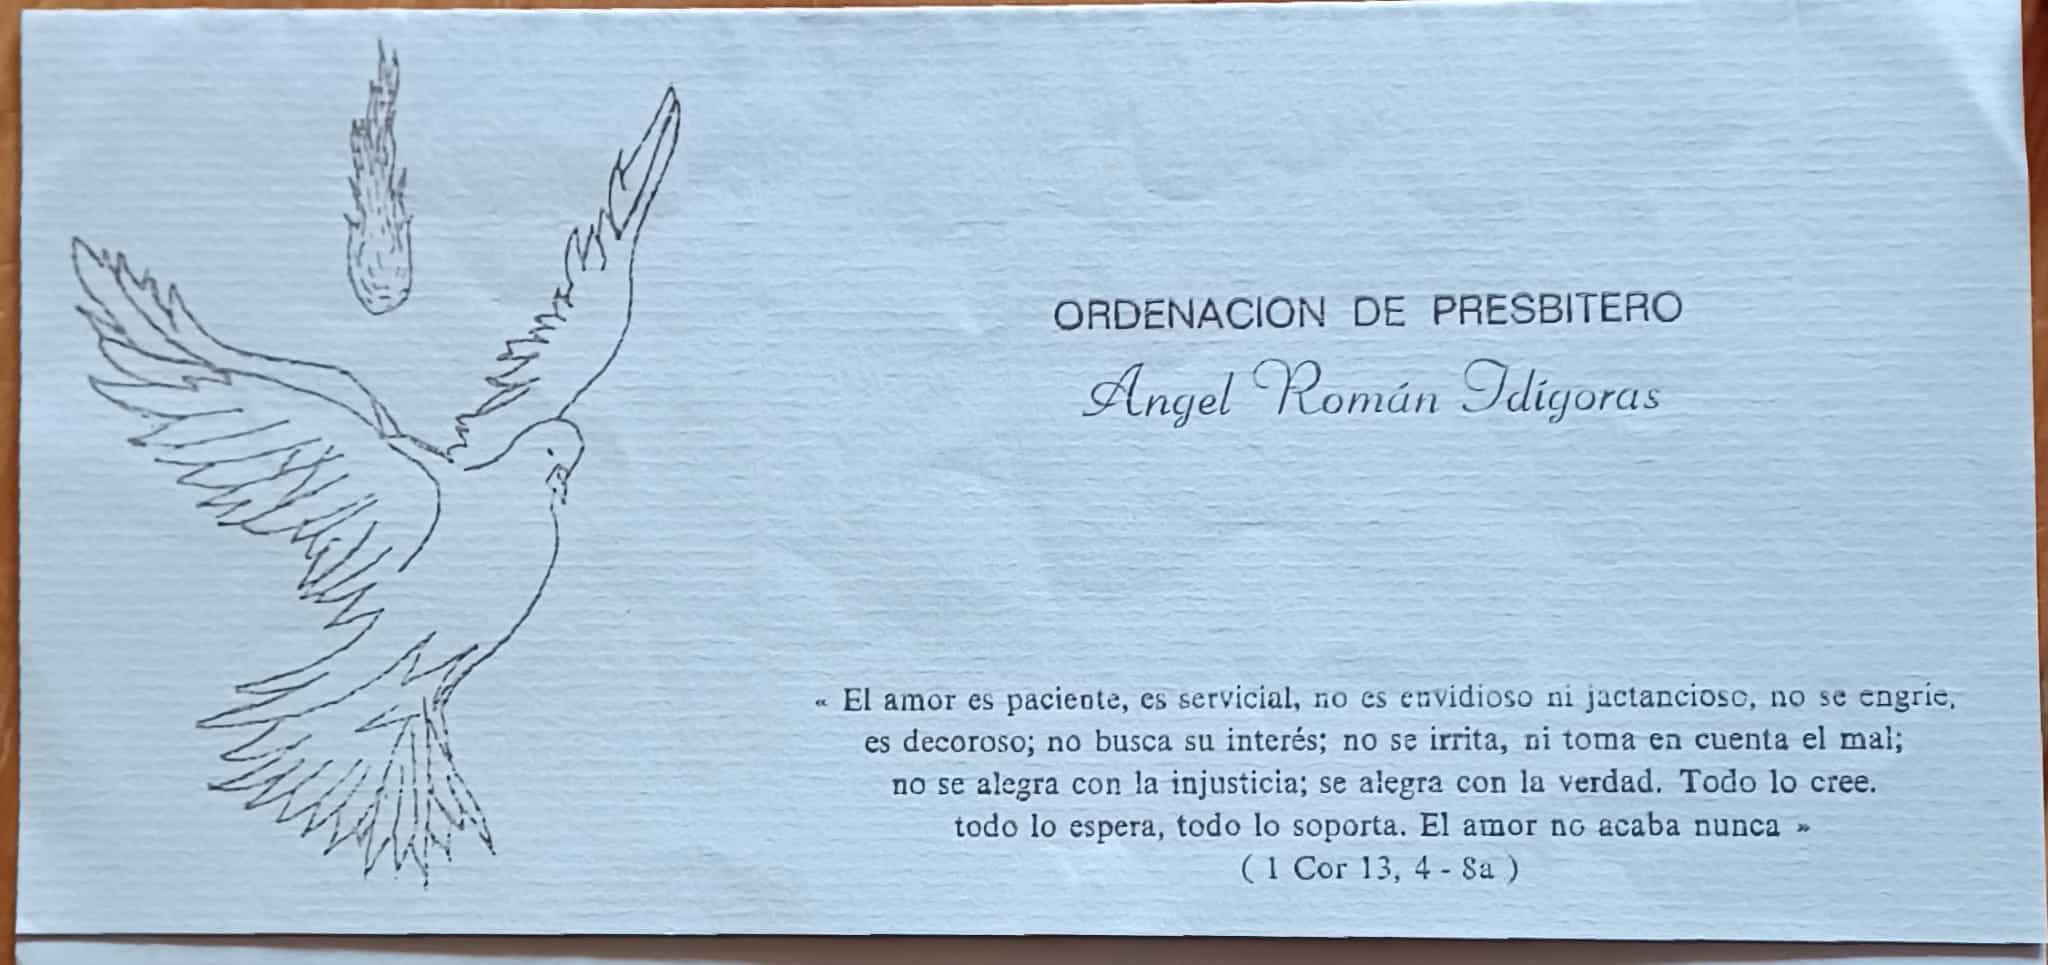 ORDENACION DE PRESBITERO
Angel Román Idígoras
« El amor es paciente, es servicial, no es envidioso ni jactancioso, no se engríe,
es decoroso; no busca su interés; no se irrita, ni toma en cuenta el mal;
no se alegra con la injusticia; se alegra con la verdad. Todo lo cree.
todo lo espera, todo lo soporta. El amor no acaba nunca »
( 1 Cor 13, 4 - 8a )